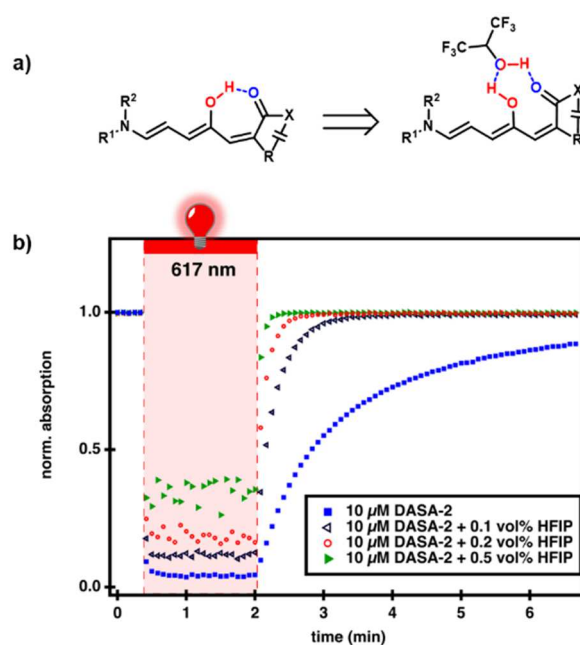 a)
CF₃
F₃C
O H
H O
X
R
R²
N
R¹
O H O
X
R
R²
N
R¹
b)
617 nm
norm. absorption
1.0
0.5
0.0
10 µM DASA-2
10 µM DASA-2 + 0.1 vol% HFIP
10 µM DASA-2 + 0.2 vol% HFIP
10 µM DASA-2 + 0.5 vol% HFIP
0 1 2 3 4 5 6
time (min)